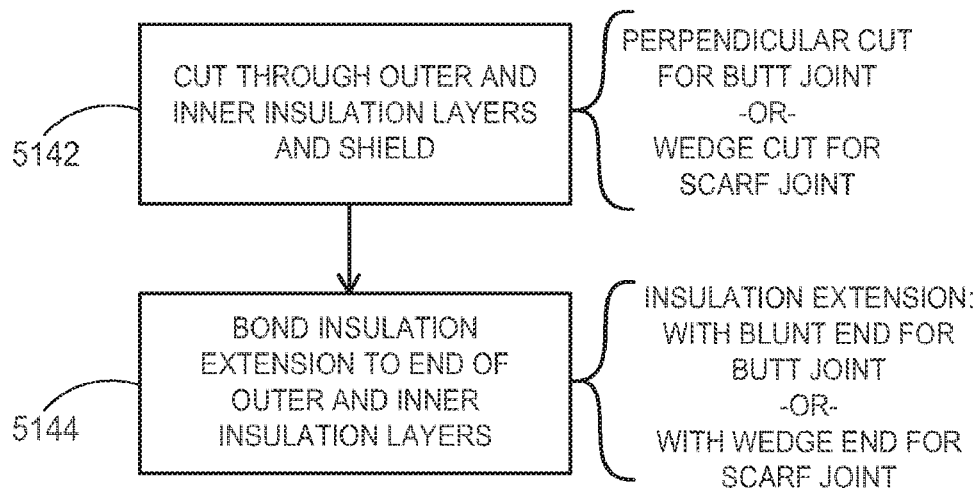 CUT THROUGH OUTER AND
INNER INSULATION LAYERS
AND SHIELD
5142
PERPENDICULAR CUT
FOR BUTT JOINT
-OR-
WEDGE CUT FOR
SCARF JOINT
BOND INSULATION
EXTENSION TO END OF
OUTER AND INNER
INSULATION LAYERS
5144
INSULATION EXTENSION:
WITH BLUNT END FOR
BUTT JOINT
-OR-
WITH WEDGE END FOR
SCARF JOINT